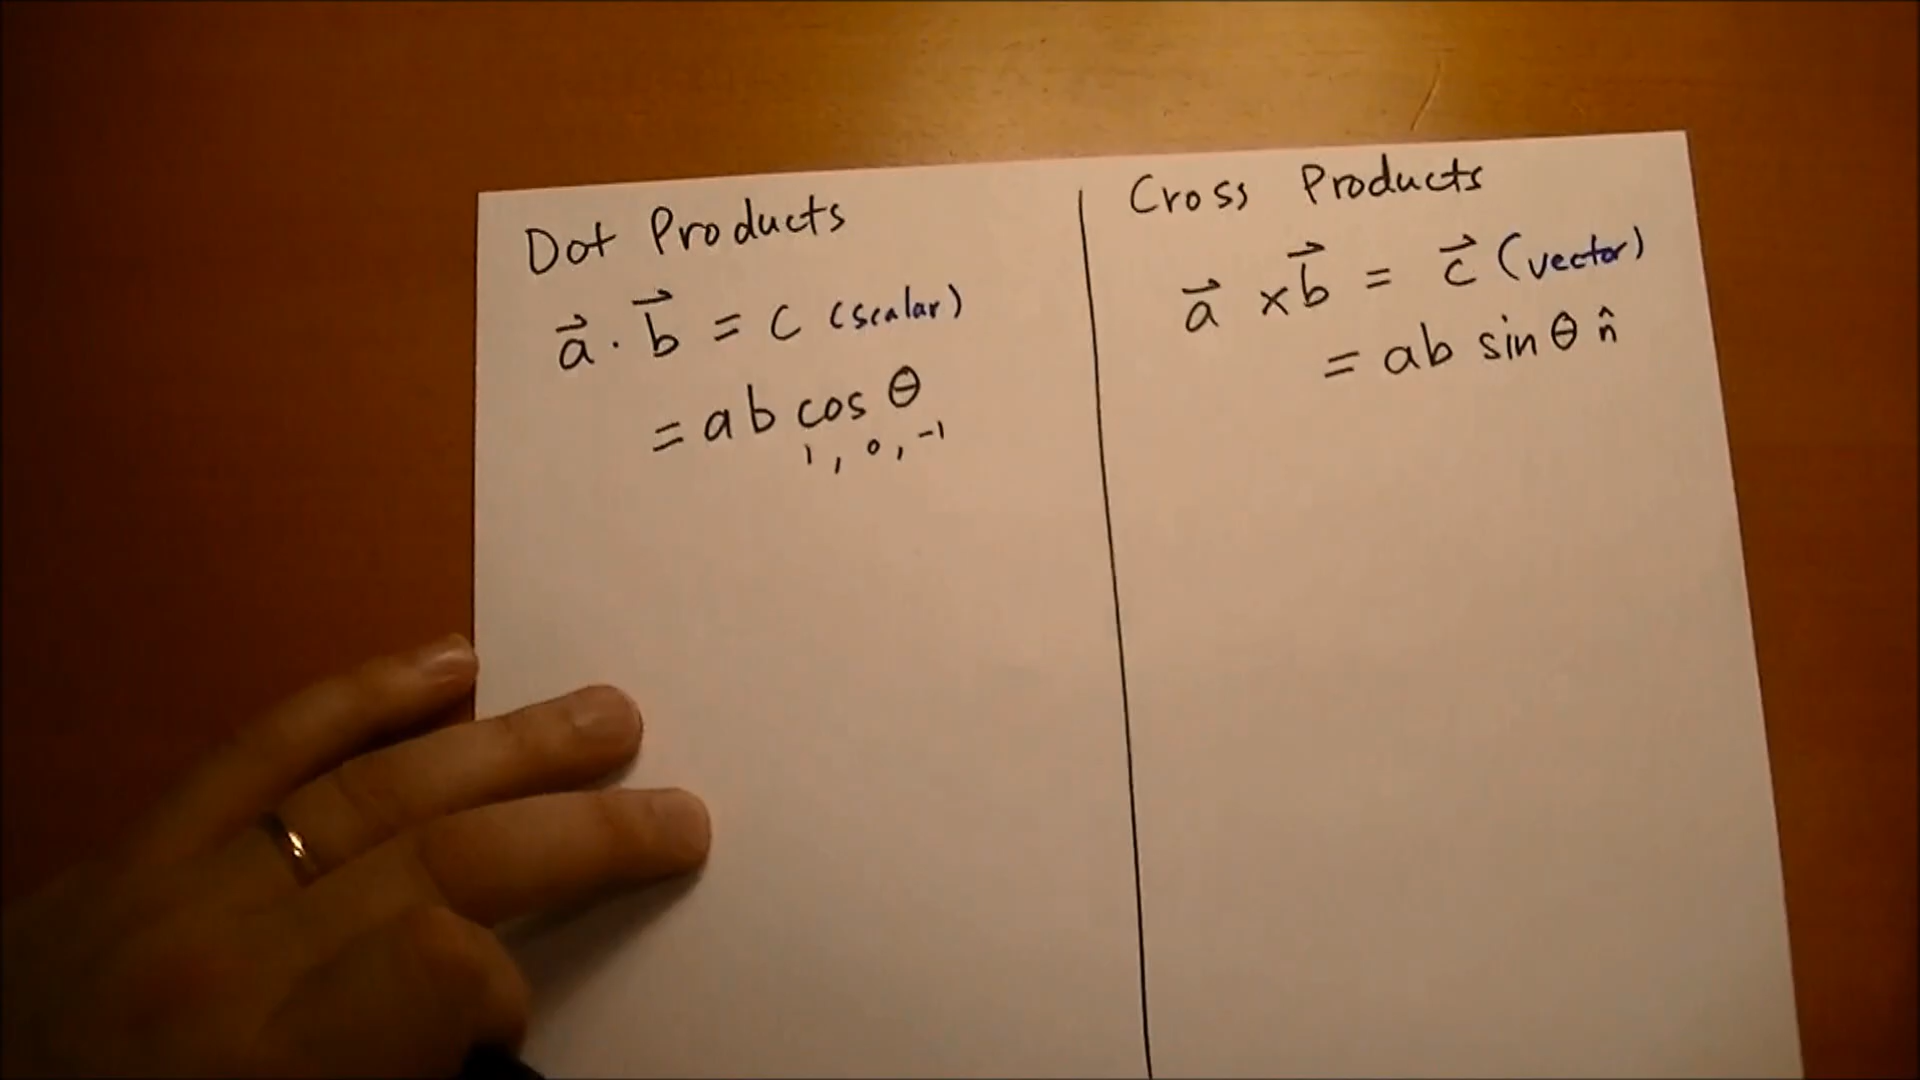 Dot Products
a⃗ · b⃗ = c (scalar)
= ab cos θ
1, 0, -1
Cross Products
a⃗ × b⃗ = c⃗ (vector)
= ab sin θ n̂